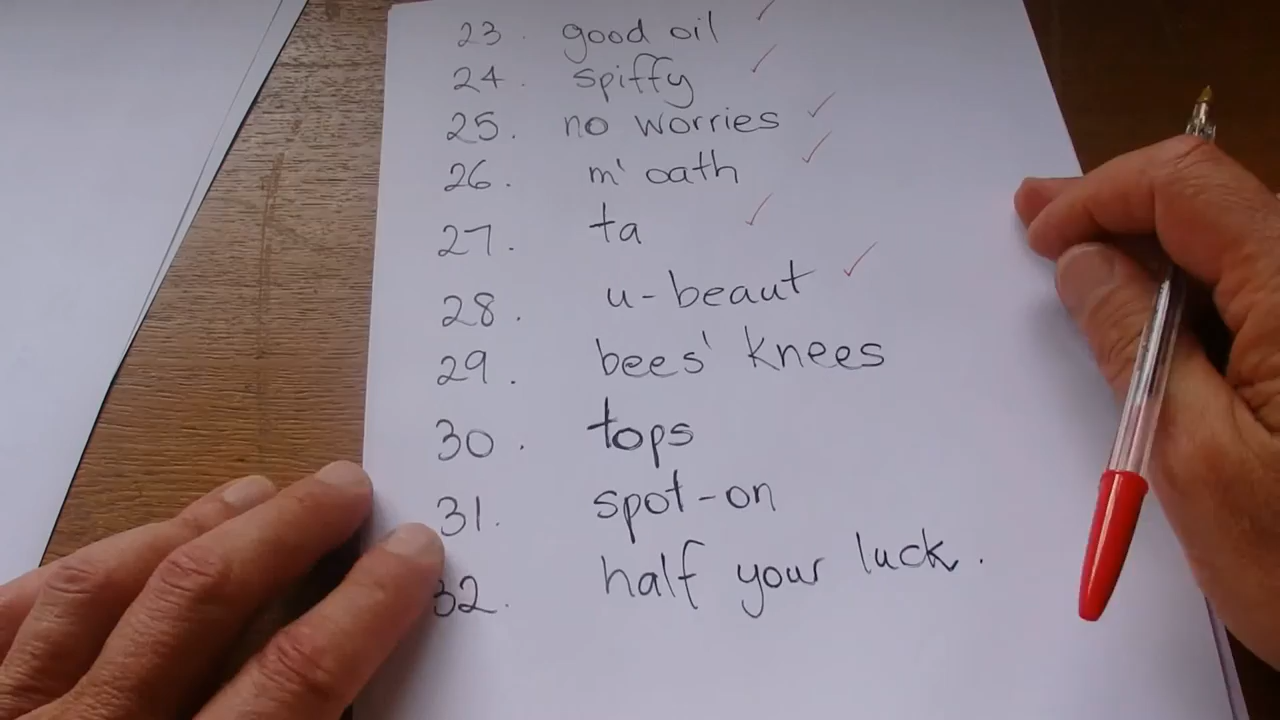 23. good oil ✓
24. spiffy ✓
25. no worries ✓
26. m' oath ✓
27. ta ✓
28. u-beaut ✓
29. bees' knees
30. tops
31. spot-on
32. half your luck.